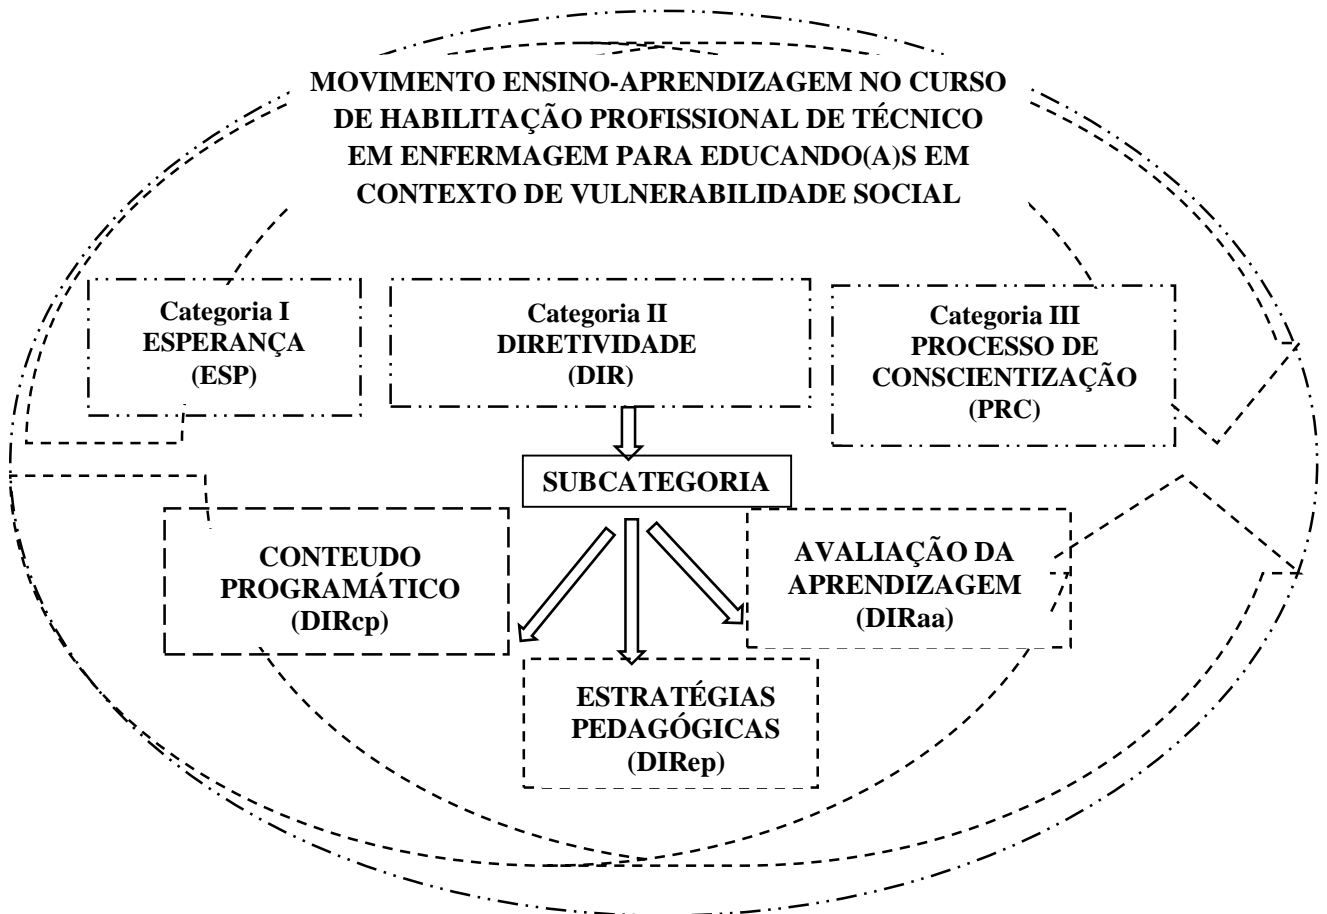 MOVIMENTO ENSINO-APRENDIZAGEM NO CURSO
DE HABILITAÇÃO PROFISSIONAL DE TÉCNICO
EM ENFERMAGEM PARA EDUCANDO(A)S EM
CONTEXTO DE VULNERABILIDADE SOCIAL
Categoria I
ESPERANÇA
(ESP)
Categoria II
DIRETIVIDADE
(DIR)
Categoria III
PROCESSO DE
CONSCIENTIZAÇÃO
(PRC)
SUBCATEGORIA
CONTEUDO
PROGRAMÁTICO
(DIRcp)
AVALIAÇÃO DA
APRENDIZAGEM
(DIRaa)
ESTRATÉGIAS
PEDAGÓGICAS
(DIRep)